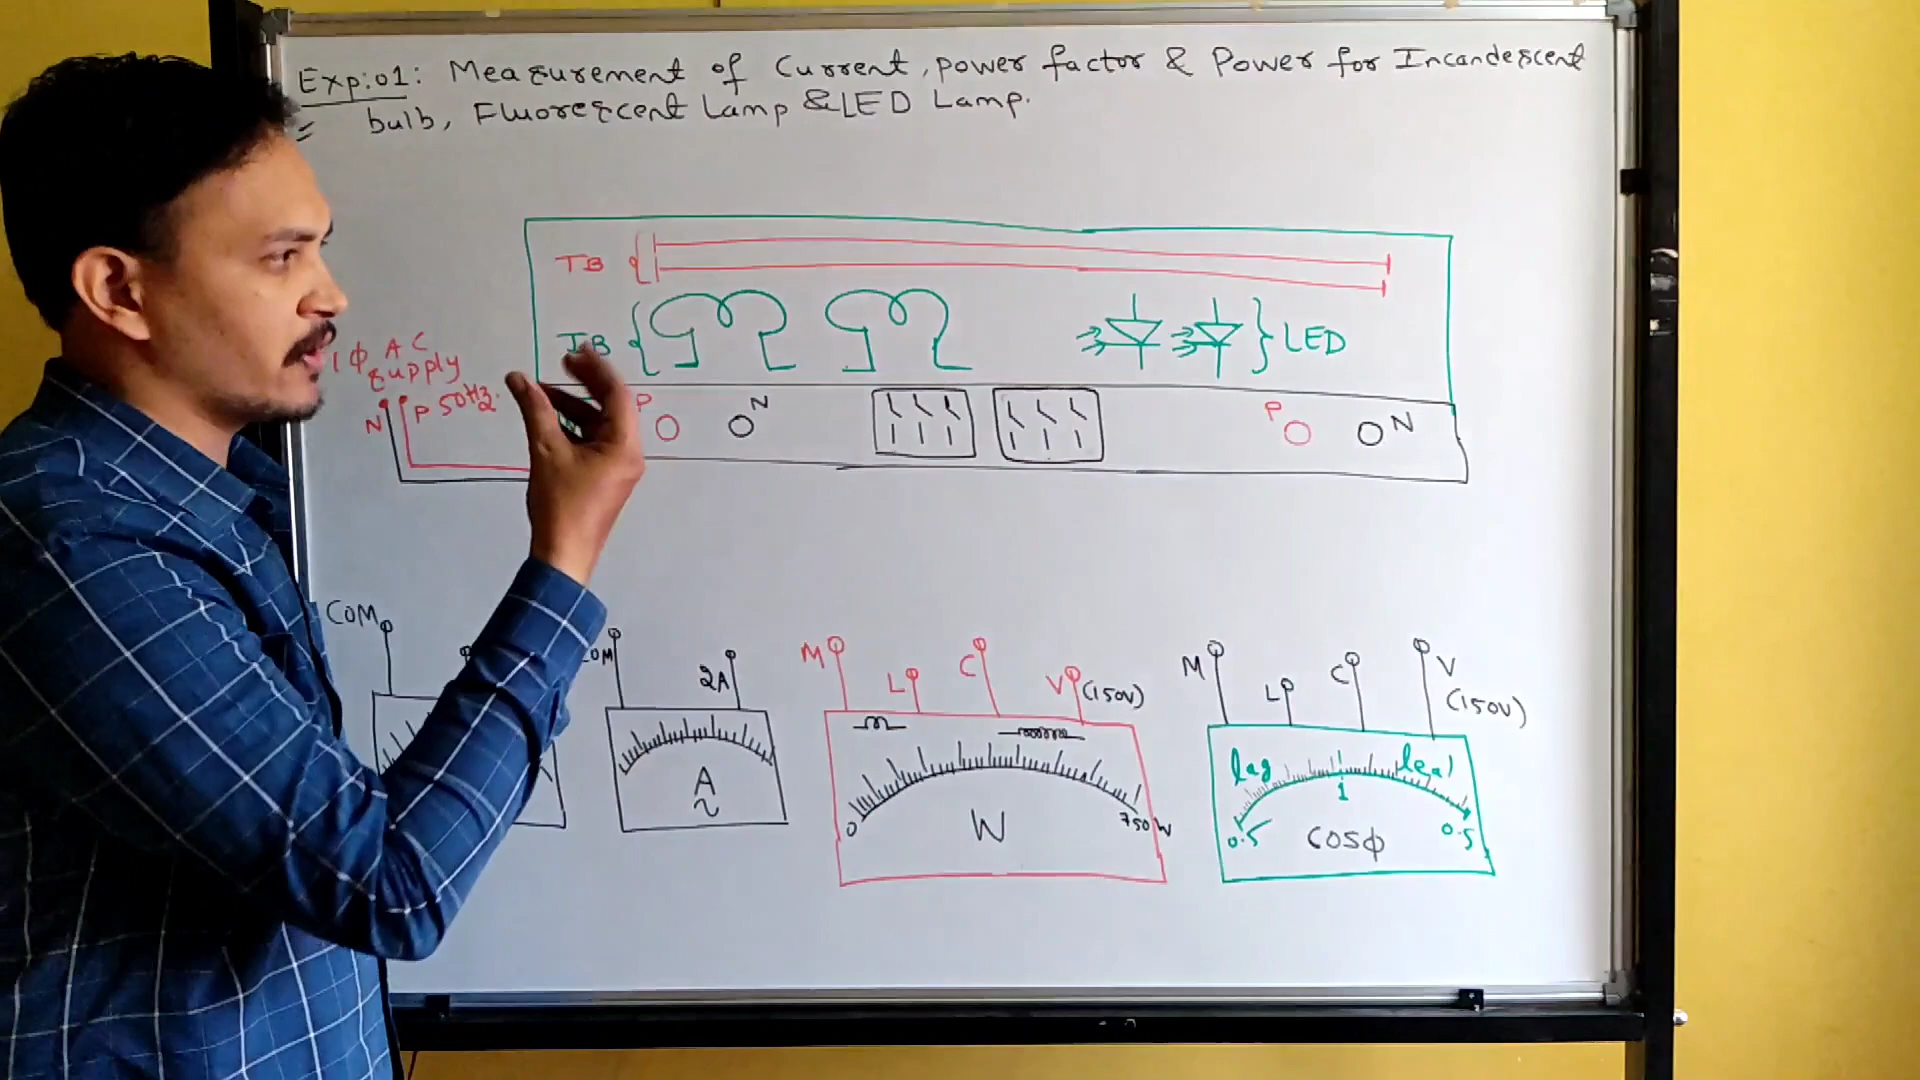 Exp:01: Measurement of Current, power factor & Power for Incandescent
bulb, Fluorescent Lamp & LED Lamp.
TB
IB
LED
1ϕ AC
supply
50Hz.
N
P
P
N
P
N
COM
COM
2A
A
~
M
L
C
V (150V)
0
750W
W
M
L
C
V
(150V)
lag
lead
1
0.5
0.5
COSϕ